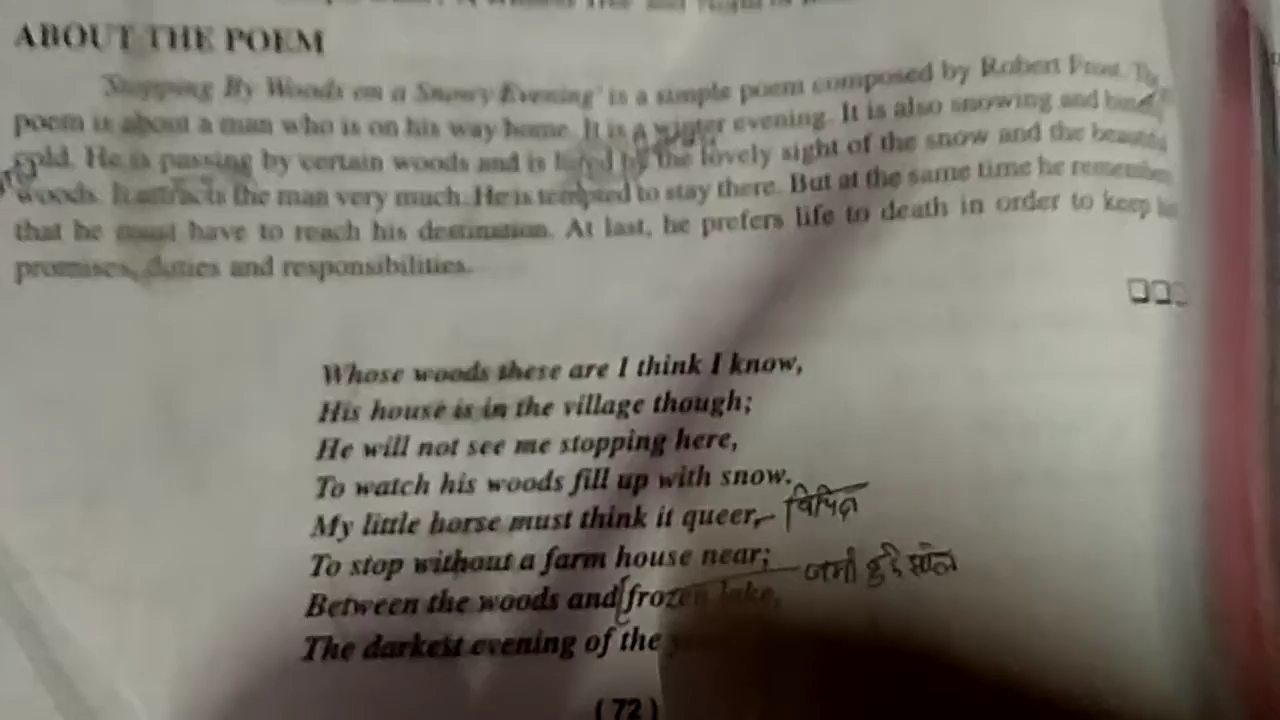 ABOUT THE POEM
'Stopping By Woods on a Snowy Evening' is a simple poem composed by Robert Frost. The
poem is about a man who is on his way home. It is a winter evening. It is also snowing and
cold. He is passing by certain woods and is lured by the lovely sight of the snow and the
woods. It attracts the man very much. He is tempted to stay there. But at the same time he
that he must have to reach his destination. At last, he prefers life to death in order to keep
promises, duties and responsibilities.
Whose woods these are I think I know,
His house is in the village though;
He will not see me stopping here,
To watch his woods fill up with snow.
My little horse must think it queer,
To stop without a farm house near;
जमी हुई
Between the woods and frozen lake,
The darkest evening of the
(72)